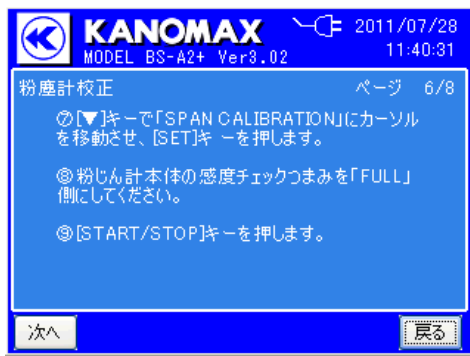 KANOMAX 2011/07/28
MODEL BS-A2+ Ver3.02 11:40:31
粉塵計校正 ページ 6/8
⑦[▼]キーで「SPAN CALIBRATION」にカーソル
を移動させ、[SET]キーを押します。
⑧粉じん計本体の感度チェックつまみを「FULL」
側にしてください。
⑨[START/STOP]キーを押します。
次へ 戻る